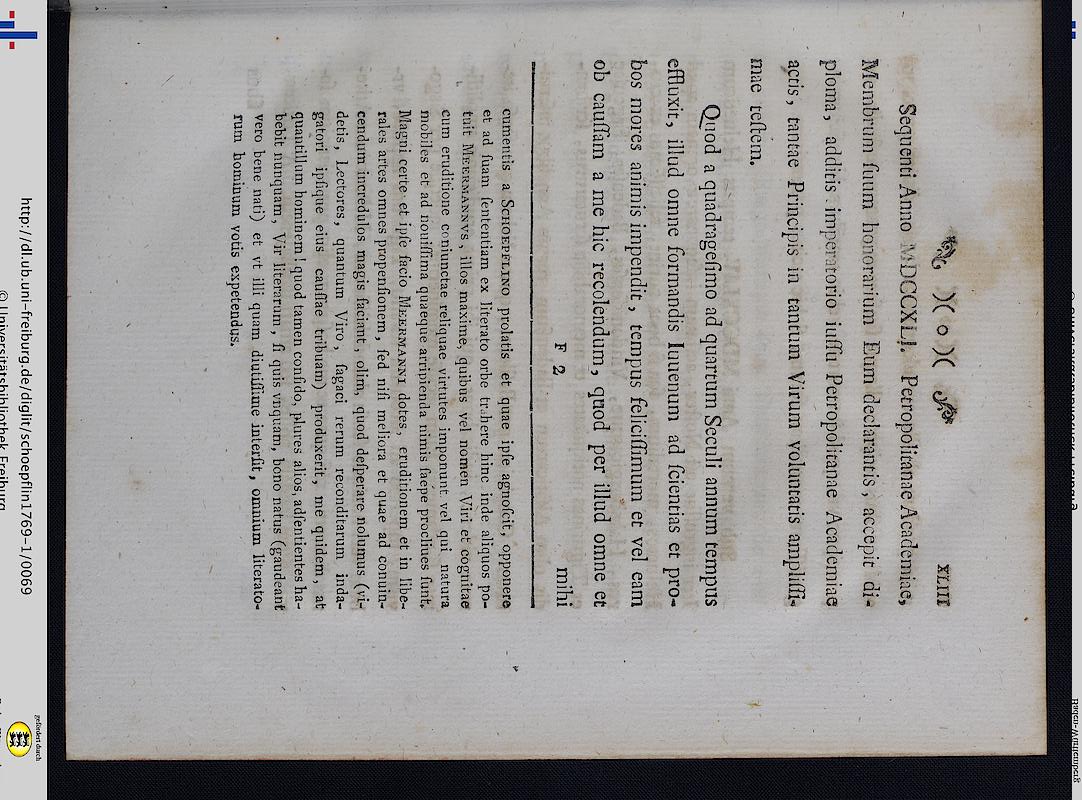 )( o )( XLIII
Sequenti Anno MDCCXLI. Petropolitanae Academiae,
Membrum ſuum honorarium Eum declarantis, accepit di-
ploma, additis imperatorio iuſſu Petropolitanae Academiae
actis, tantae Principis in tantum Virum voluntatis ampliſſi-
mae teſtem.
Quod a quadrageſimo ad quartum Seculi annum tempus
effluxit, illud omne formandis Iuuenum ad ſcientias et pro-
bos mores animis impendit, tempus feliciſſimum et vel eam
ob cauſſam a me hic recolendum, quod per illud omne et
F 2 mihi
cumentis a SCHOEFLINO prolatis et quae ipſe agnoſcit, opponere
et ad ſuam ſententiam ex literato orbe trahere hinc inde aliquos po-
tuit MEERMANNVS, illos maxime, quibus vel nomen Viri et cognitae
cum eruditione coniunctae reliquae virtutes imponunt vel qui natura
mobiles et ad nouiſſima quaeque arripienda nimis ſaepe procliues ſunt.
Magni certe et ipſe facio MEERMANNI dotes, eruditionem et in libe-
rales artes omnes propenſionem, ſed niſi meliora et quae ad conuin-
cendum incredulos magis faciant, olim, quod deſperare nolumus (vi-
detis, Lectores, quantum Viro, ſagaci rerum reconditarum inda-
gatori ipſique eius cauſſae tribuam) produxerit, me quidem, at
quantillum hominem! quod tamen confido, plures alios, adſentientes ha-
bebit nunquam, Vir literarum, ſi quis vnquam, bono natus (gaudeant
vero bene nati) et vt illi quam diutiſſime interſit, omnium literato-
rum hominum votis expetendus.
http://dl.ub.uni-freiburg.de/diglit/schoepflin1769-1/0069
© Universitätsbibliothek Freiburg
gefördert durch